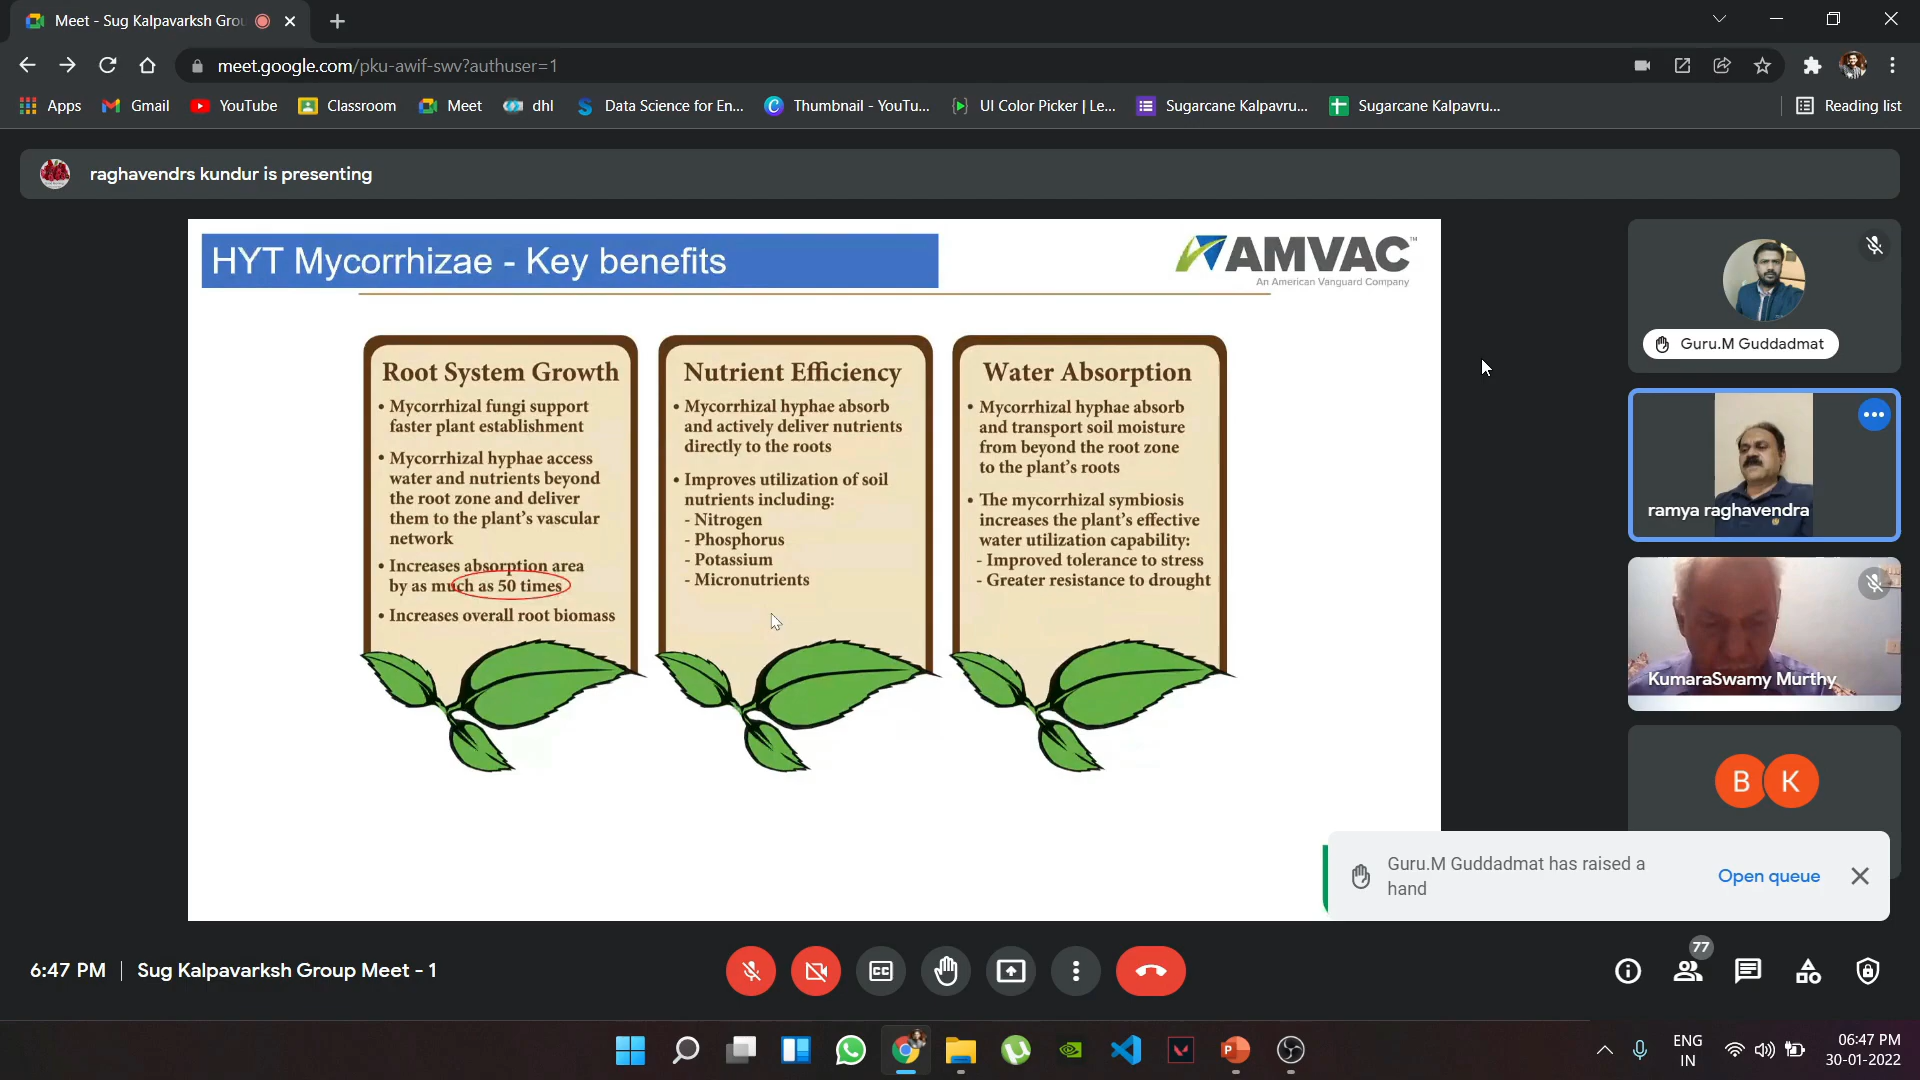 Meet - Sug Kalpavarksh Grou
meet.google.com/pku-awif-swv?authuser=1
Apps
Gmail
YouTube
Classroom
Meet
dhl
Data Science for En...
Thumbnail - YouTu...
UI Color Picker | Le...
Sugarcane Kalpavru...
Sugarcane Kalpavru...
Reading list
raghavendrs kundur is presenting
HYT Mycorrhizae - Key benefits
AMVAC™
An American Vanguard Company
Root System Growth
• Mycorrhizal fungi support
faster plant establishment
• Mycorrhizal hyphae access
water and nutrients beyond
the root zone and deliver
them to the plant's vascular
network
• Increases absorption area
by as much as 50 times
• Increases overall root biomass
Nutrient Efficiency
• Mycorrhizal hyphae absorb
and actively deliver nutrients
directly to the roots
• Improves utilization of soil
nutrients including:
- Nitrogen
- Phosphorus
- Potassium
- Micronutrients
Water Absorption
• Mycorrhizal hyphae absorb
and transport soil moisture
from beyond the root zone
to the plant's roots
• The mycorrhizal symbiosis
increases the plant's effective
water utilization capability:
- Improved tolerance to stress
- Greater resistance to drought
Guru.M Guddadmat
ramya raghavendra
KumaraSwamy Murthy
B
K
Guru.M Guddadmat has raised a
hand
Open queue
6:47 PM | Sug Kalpavarksh Group Meet - 1
CC
77
ENG
IN
06:47 PM
30-01-2022